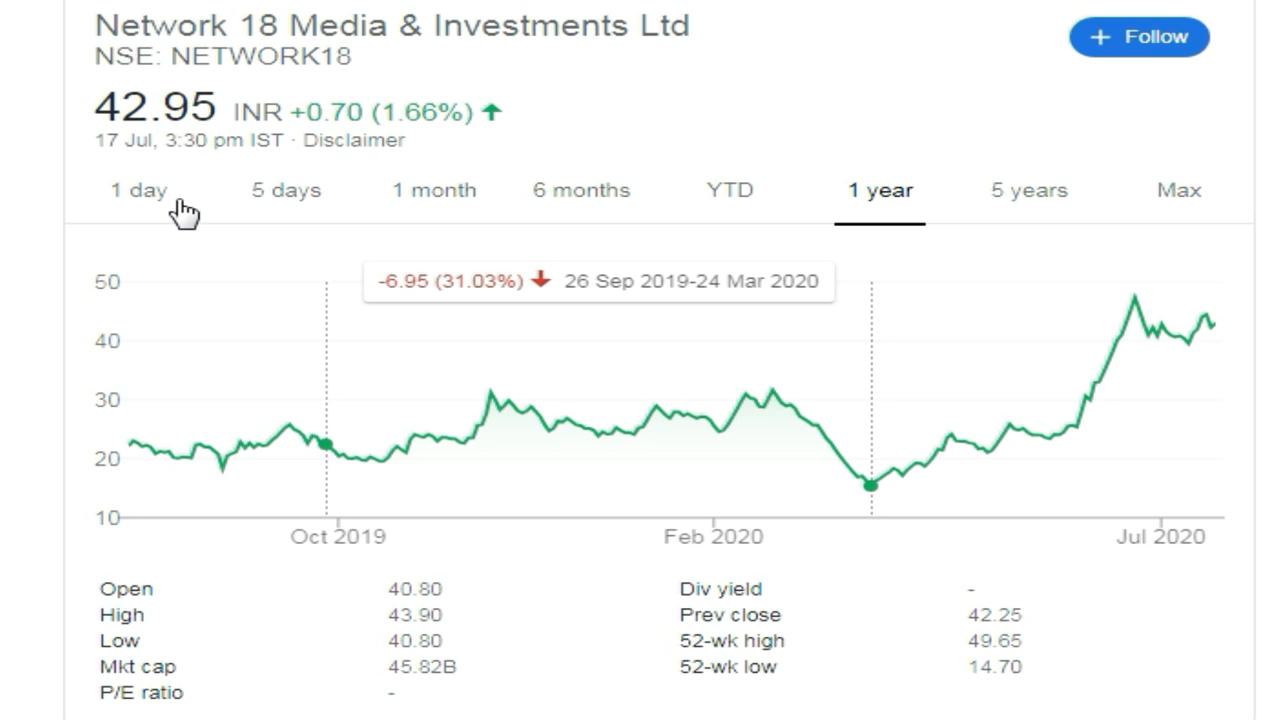 Network 18 Media & Investments Ltd
NSE: NETWORK18
+ Follow
42.95 INR +0.70 (1.66%)
17 Jul, 3:30 pm IST · Disclaimer
1 day 5 days 1 month 6 months YTD 1 year 5 years Max
-6.95 (31.03%) 26 Sep 2019-24 Mar 2020
50
40
30
20
10
Oct 2019 Feb 2020 Jul 2020
Open 40.80 Div yield -
High 43.90 Prev close 42.25
Low 40.80 52-wk high 49.65
Mkt cap 45.82B 52-wk low 14.70
P/E ratio -